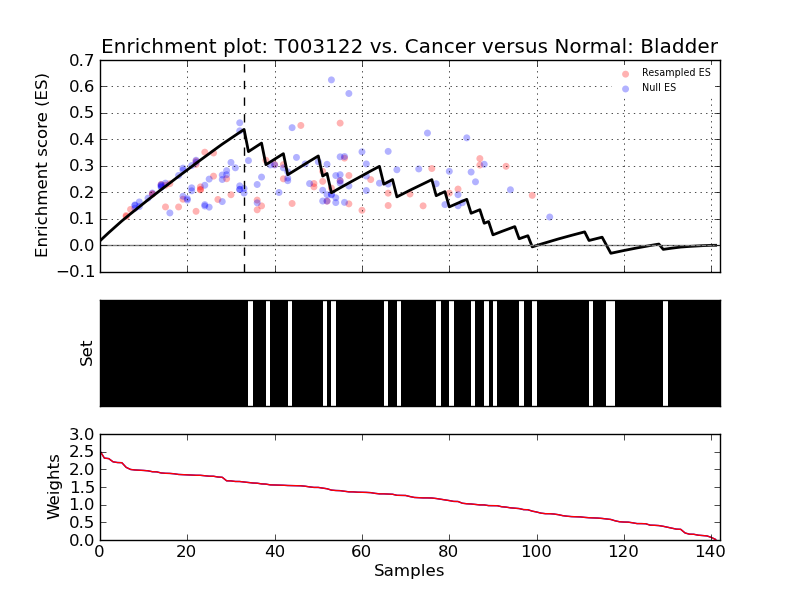 Enrichment plot: T003122 vs. Cancer versus Normal: Bladder
Enrichment score (ES)
0.7
0.6
0.5
0.4
0.3
0.2
0.1
0.0
−0.1
Resampled ES
Null ES
Set
Weights
3.0
2.5
2.0
1.5
1.0
0.5
0.0
0 20 40 60 80 100 120 140
Samples